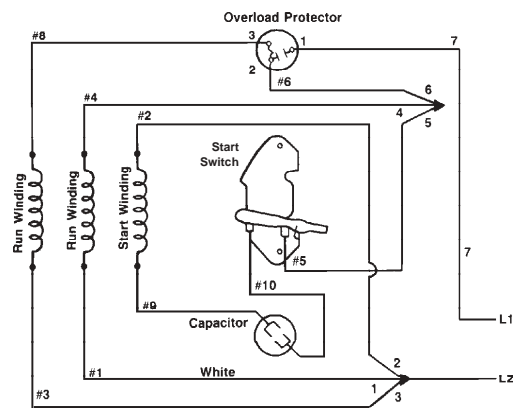 Overload Protector
#8
3
1
7
2
#6
6
#4
4
#2
5
Start
Switch
Run Winding
Run Winding
Start Winding
#5
7
#10
#9
Capacitor
L1
2
#1
White
L2
1
#3
3